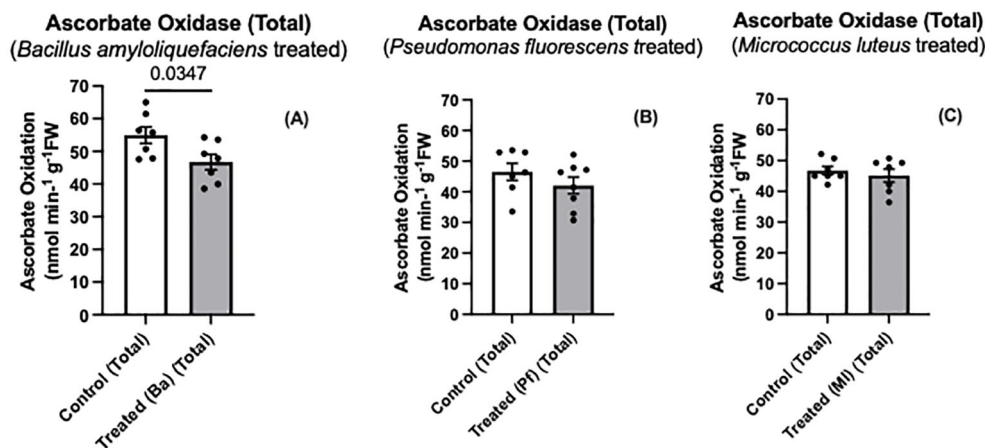 Ascorbate Oxidase (Total)
(Bacillus amyloliquefaciens treated)
0.0347
(A)
Ascorbate Oxidation
(nmol min-¹ g⁻¹FW
70
60
50
40
30
20
10
0
Control (Total)
Treated (Ba) (Total)
Ascorbate Oxidase (Total)
(Pseudomonas fluorescens treated)
(B)
Ascorbate Oxidation
(nmol min-¹ g⁻¹FW)
70
60
50
40
30
20
10
0
Control (Total)
Treated (Pf) (Total)
Ascorbate Oxidase (Total)
(Micrococcus luteus treated)
(C)
Ascorbate Oxidation
(nmol min-¹ g⁻¹FW)
70
60
50
40
30
20
10
0
Control (Total)
Treated (Ml) (Total)